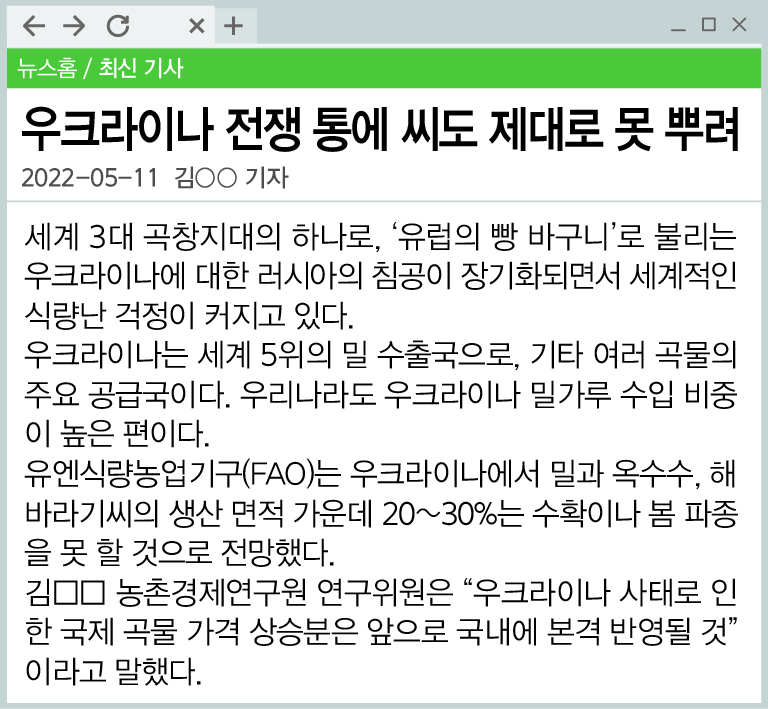 뉴스홈 / 최신 기사
우크라이나 전쟁 통에 씨도 제대로 못 뿌려
2022-05-11 김○○ 기자
세계 3대 곡창지대의 하나로, ‘유럽의 빵 바구니’로 불리는
우크라이나에 대한 러시아의 침공이 장기화되면서 세계적인
식량난 걱정이 커지고 있다.
우크라이나는 세계 5위의 밀 수출국으로, 기타 여러 곡물의
주요 공급국이다. 우리나라도 우크라이나 밀가루 수입 비중
이 높은 편이다.
유엔식량농업기구(FAO)는 우크라이나에서 밀과 옥수수, 해
바라기씨의 생산 면적 가운데 20~30%는 수확이나 봄 파종
을 못 할 것으로 전망했다.
김□□ 농촌경제연구원 연구위원은 “우크라이나 사태로 인
한 국제 곡물 가격 상승분은 앞으로 국내에 본격 반영될 것”
이라고 말했다.